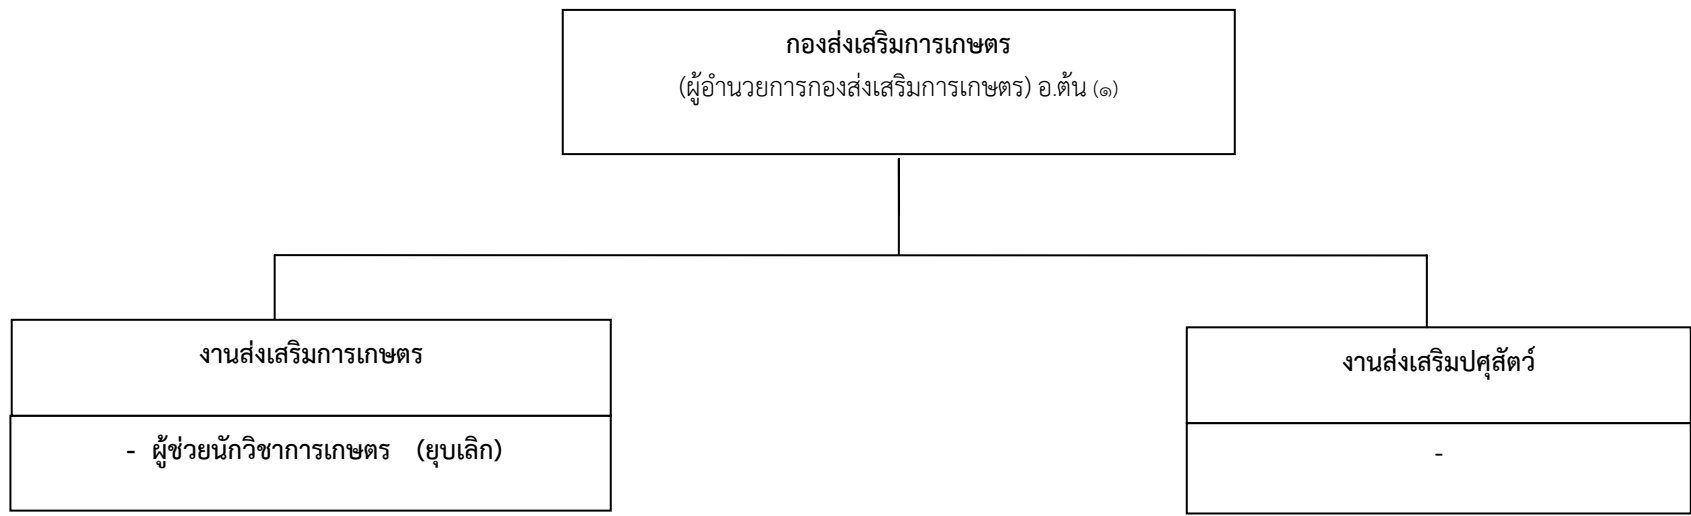 กองส่งเสริมการเกษตร
(ผู้อำนวยการกองส่งเสริมการเกษตร) อ.ต้น (๑)
งานส่งเสริมการเกษตร
- ผู้ช่วยนักวิชาการเกษตร (ยุบเลิก)
งานส่งเสริมปศุสัตว์
-